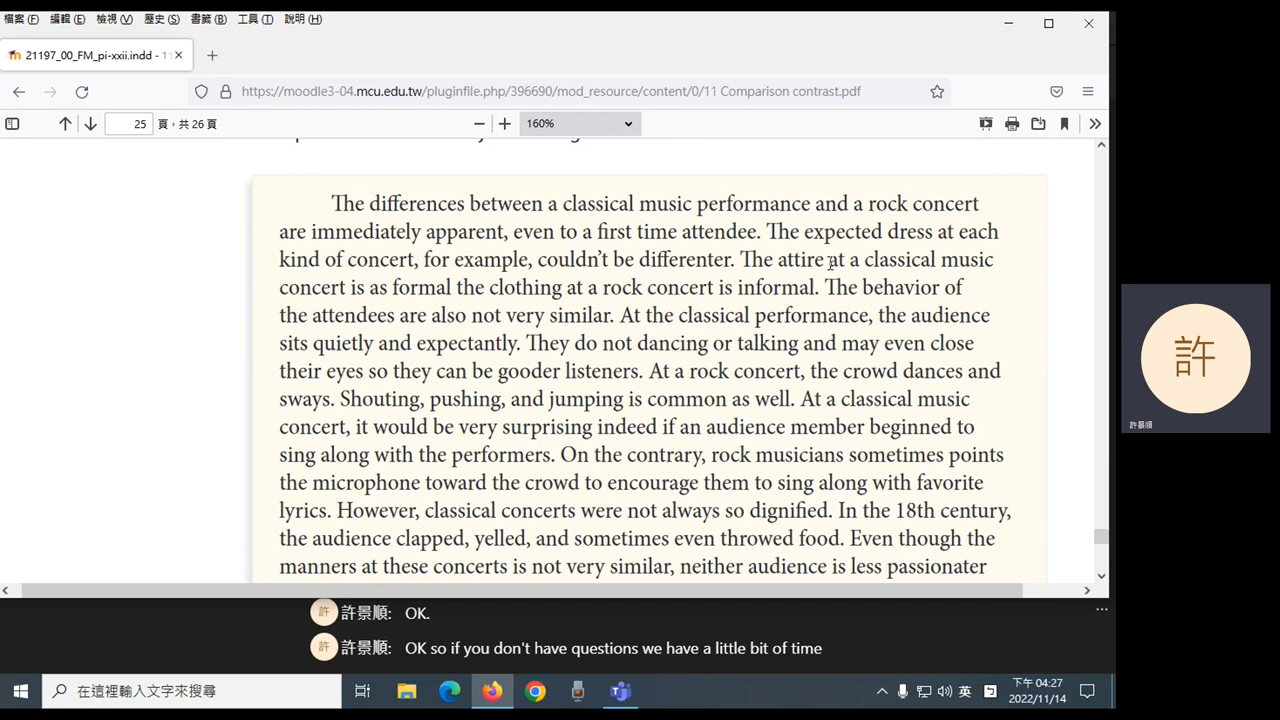 檔案 (F) 編輯 (E) 檢視 (V) 歷史 (S) 書籤 (B) 工具 (T) 說明 (H)
21197_00_FM_pi-xxii.indd - 11
https://moodle3-04.mcu.edu.tw/pluginfile.php/396690/mod_resource/content/0/11 Comparison contrast.pdf
25 頁，共 26 頁
160%
The differences between a classical music performance and a rock concert
are immediately apparent, even to a first time attendee. The expected dress at each
kind of concert, for example, couldn't be differenter. The attire at a classical music
concert is as formal the clothing at a rock concert is informal. The behavior of
the attendees are also not very similar. At the classical performance, the audience
sits quietly and expectantly. They do not dancing or talking and may even close
their eyes so they can be gooder listeners. At a rock concert, the crowd dances and
sways. Shouting, pushing, and jumping is common as well. At a classical music
concert, it would be very surprising indeed if an audience member beginned to
sing along with the performers. On the contrary, rock musicians sometimes points
the microphone toward the crowd to encourage them to sing along with favorite
lyrics. However, classical concerts were not always so dignified. In the 18th century,
the audience clapped, yelled, and sometimes even throwed food. Even though the
manners at these concerts is not very similar, neither audience is less passionater
許
許景順
許 許景順: OK.
許 許景順: OK so if you don't have questions we have a little bit of time
在這裡輸入文字來搜尋
英
下午 04:27
2022/11/14